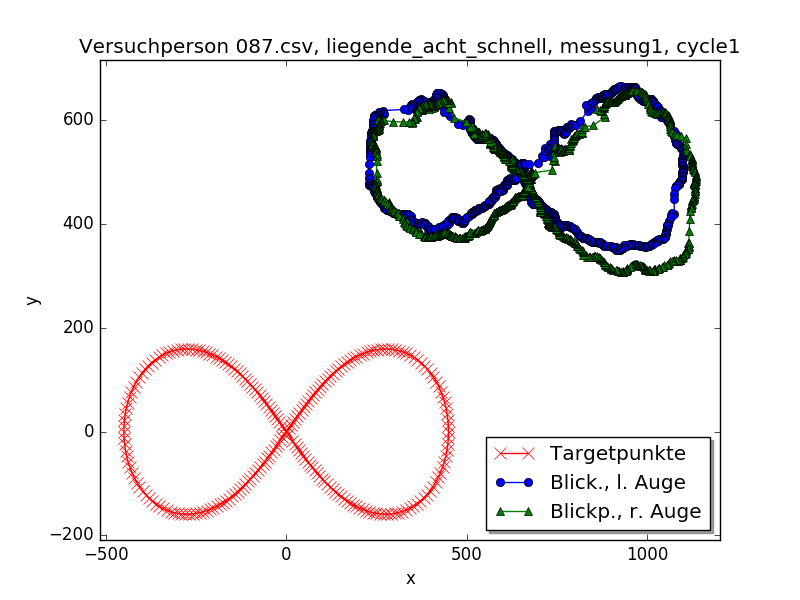 Versuchperson 087.csv, liegende_acht_schnell, messung1, cycle1
600
400
200
0
−200
y
−500
0
500
1000
x
Targetpunkte
Blick., l. Auge
Blickp., r. Auge